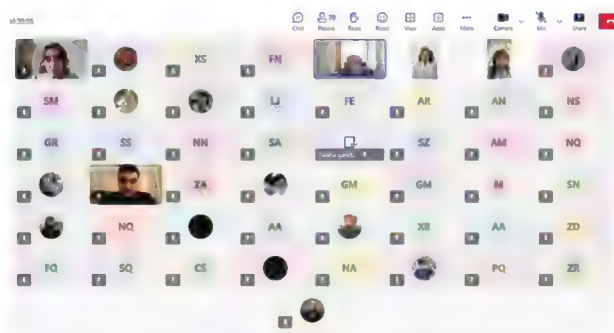 Chat People Raise React View Apps More Camera Mic Share
XS FN
SM LJ FE AR AN NS
GR SS NN SA SZ AM NQ
ZA GM GM M SN
NQ AA XB AA ZD
FQ SQ CS NA PQ ZR